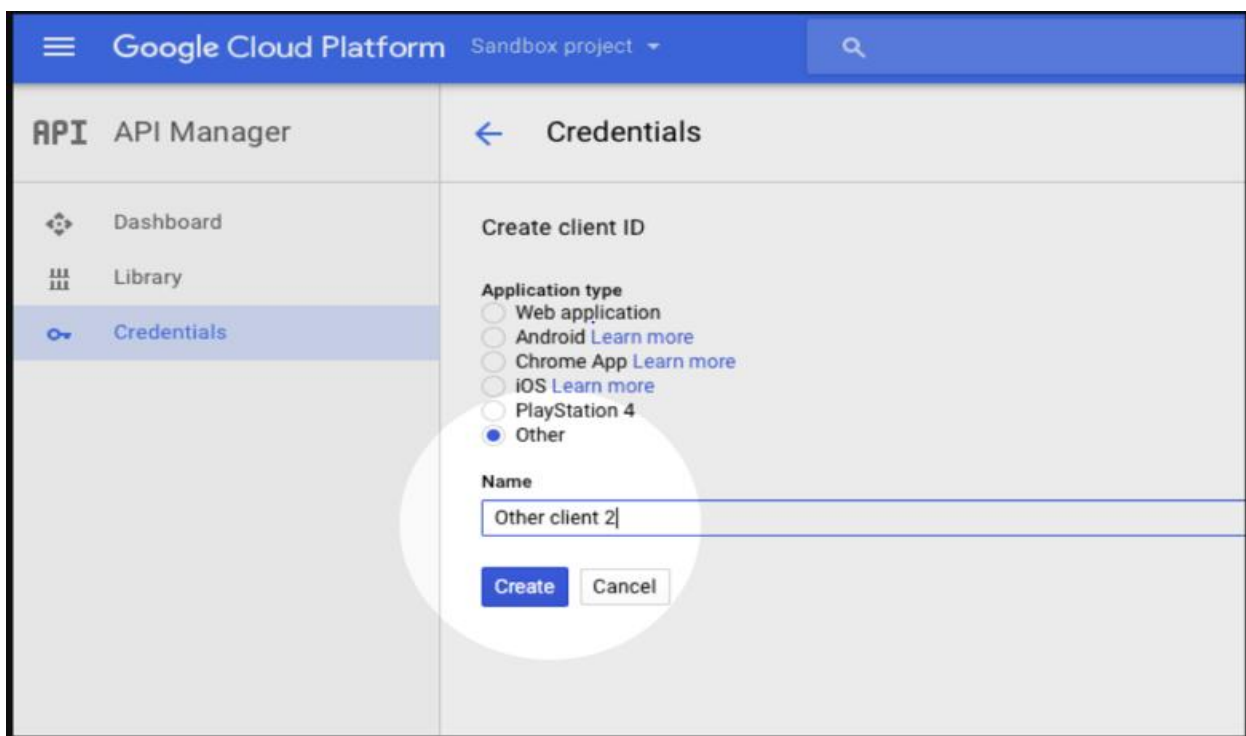 Google Cloud Platform Sandbox project
API API Manager
Credentials
Dashboard
Library
Credentials
Create client ID
Application type
Web application
Android Learn more
Chrome App Learn more
iOS Learn more
PlayStation 4
Other
Name
Other client 2
Create Cancel